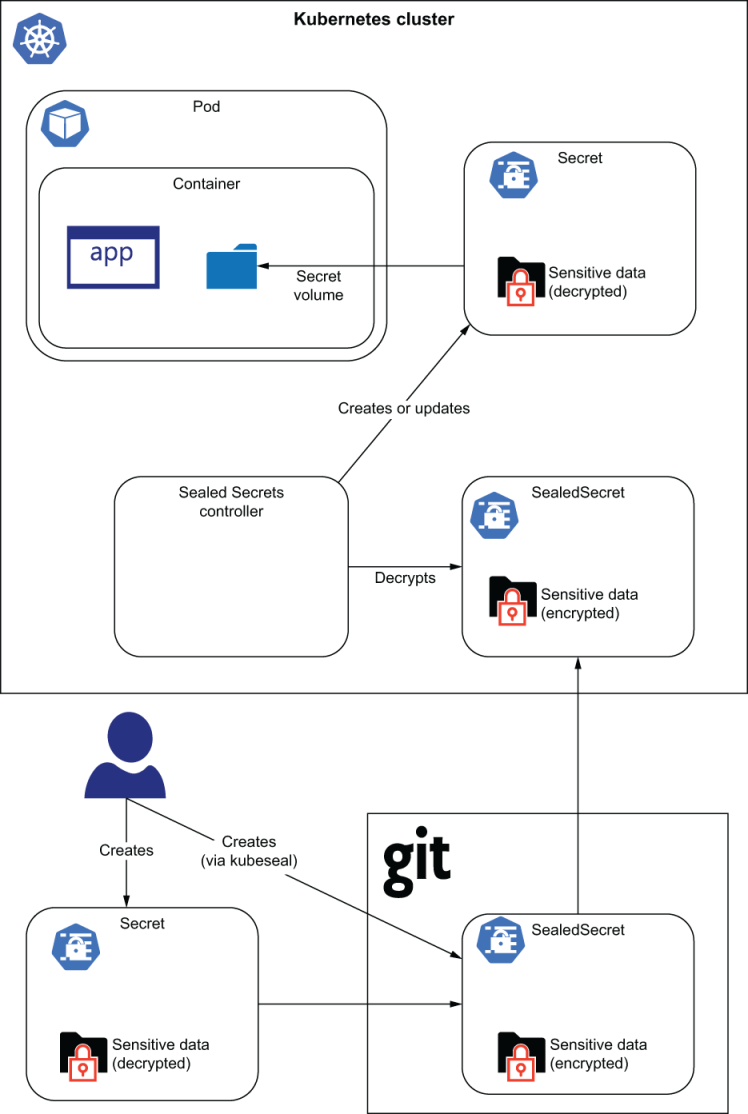 Kubernetes cluster
Pod
Container
app
Secret
volume
Secret
Sensitive data
(decrypted)
Creates or updates
Sealed Secrets
controller
Decrypts
SealedSecret
Sensitive data
(encrypted)
Creates
Creates
(via kubeseal)
git
Secret
Sensitive data
(decrypted)
SealedSecret
Sensitive data
(encrypted)